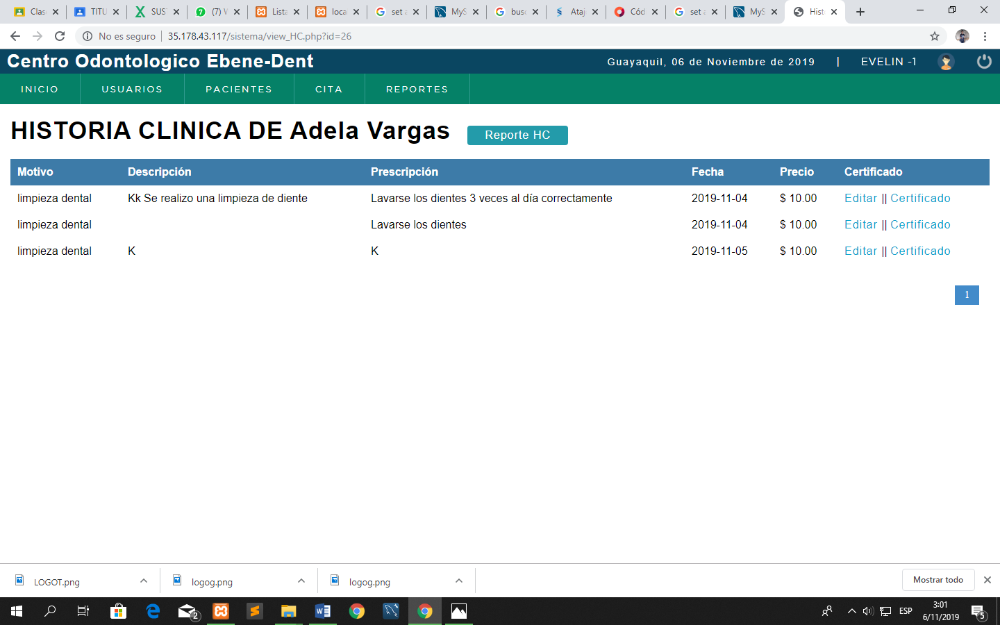 Clas
TITU
SUS
7 (7) W
Lista
loca
set a
MyS
bus
Ataj
Cód
set a
MyS
Hist
No es seguro | 35.178.43.117/sistema/view_HC.php?id=26
Centro Odontologico Ebene-Dent
Guayaquil, 06 de Noviembre de 2019 | EVELIN -1
INICIO USUARIOS PACIENTES CITA REPORTES
HISTORIA CLINICA DE Adela Vargas Reporte HC
Motivo Descripción Prescripción Fecha Precio Certificado
limpieza dental Kk Se realizo una limpieza de diente Lavarse los dientes 3 veces al día correctamente 2019-11-04 $ 10.00 Editar || Certificado
limpieza dental Lavarse los dientes 2019-11-04 $ 10.00 Editar || Certificado
limpieza dental K K 2019-11-05 $ 10.00 Editar || Certificado
1
LOGOT.png logog.png logog.png Mostrar todo
2
ESP
3:01
6/11/2019
5